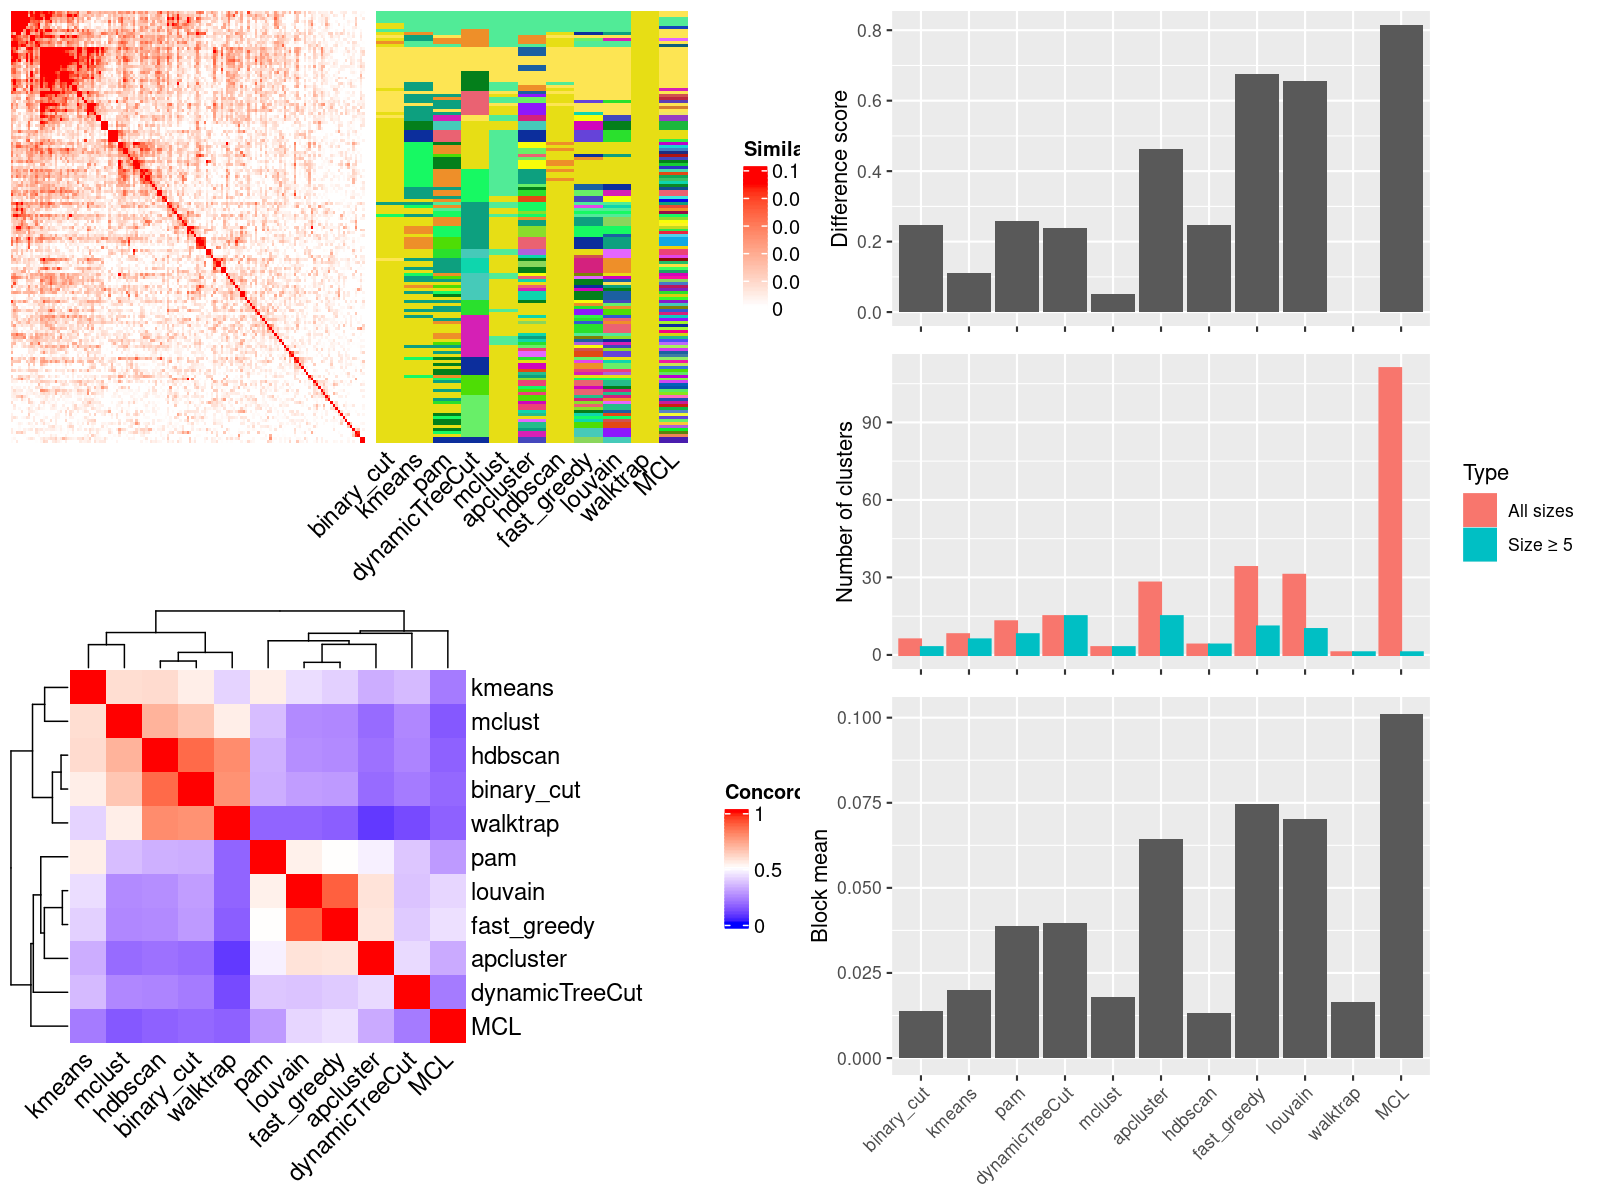 Simila
0.1
0.0
0.0
0.0
0.0
0
binary_cut
kmeans
pam
dynamicTreeCut
mclust
apcluster
hdbscan
fast_greedy
louvain
walktrap
MCL
kmeans
mclust
hdbscan
binary_cut
walktrap
pam
louvain
fast_greedy
apcluster
dynamicTreeCut
MCL
kmeans
mclust
hdbscan
binary_cut
walktrap
pam
louvain
fast_greedy
apcluster
dynamicTreeCut
MCL
Concord
1
0.5
0
Difference score
0.8
0.6
0.4
0.2
0.0
Number of clusters
90
60
30
0
Type
All sizes
Size ≥ 5
Block mean
0.100
0.075
0.050
0.025
0.000
binary_cut
kmeans
pam
dynamicTreeCut
mclust
apcluster
hdbscan
fast_greedy
louvain
walktrap
MCL